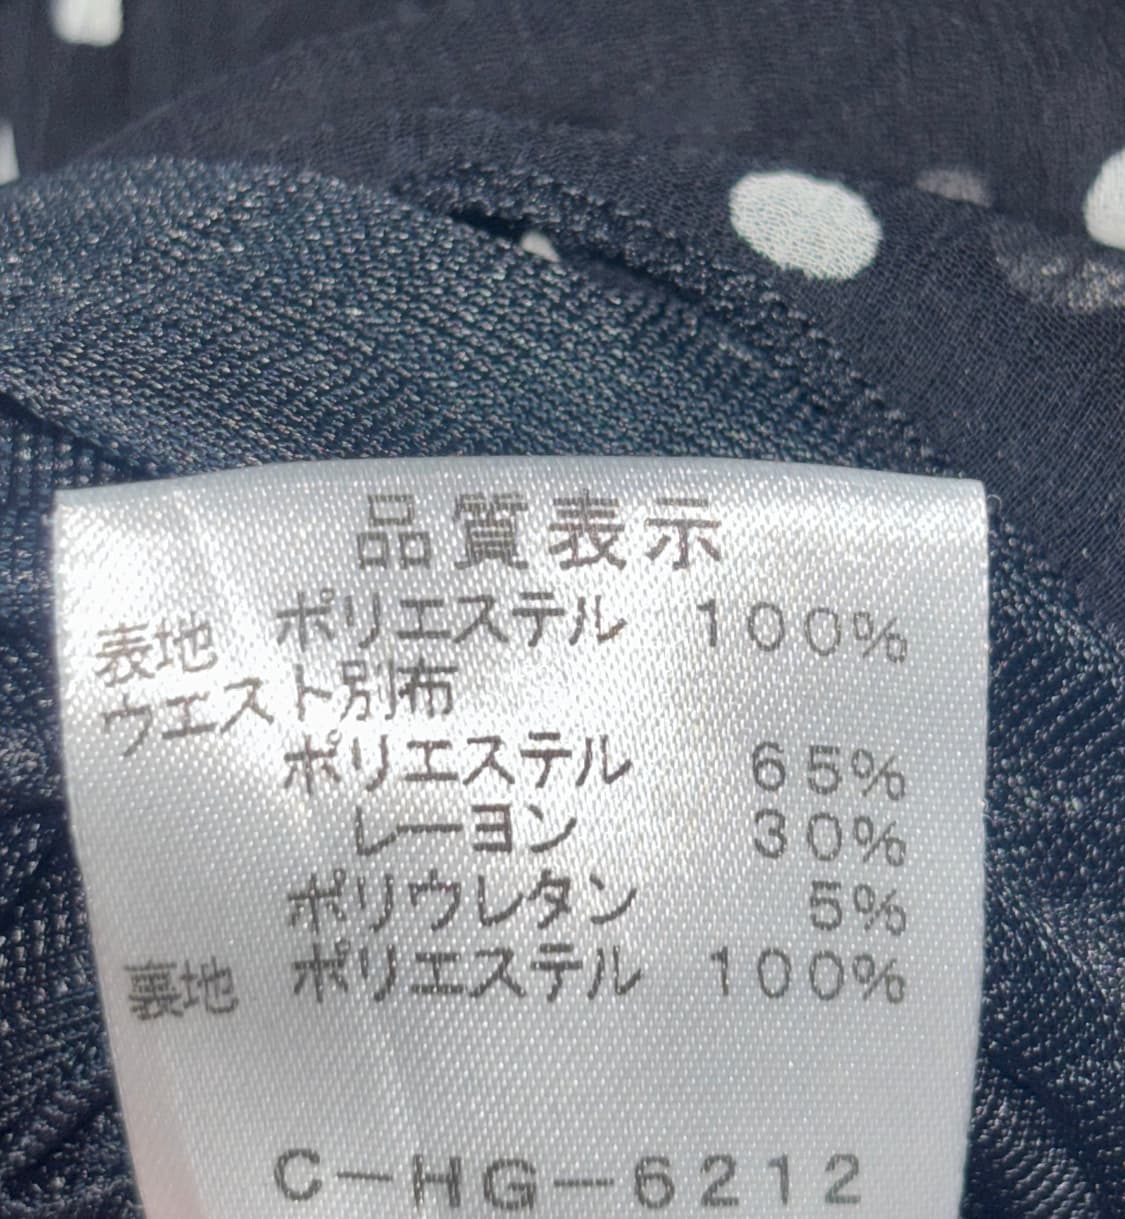 品質表示
表地 ポリエステル 100%
ウエスト別布
ポリエステル 65%
レーヨン 30%
ポリウレタン 5%
裏地 ポリエステル 100%
C－HG－6212